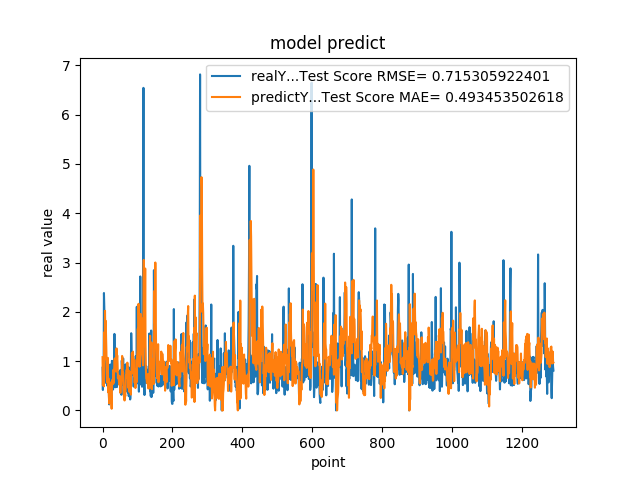 model predict
realY...Test Score RMSE= 0.715305922401
predictY...Test Score MAE= 0.493453502618
7
6
5
4
3
2
1
0
real value
0 200 400 600 800 1000 1200
point